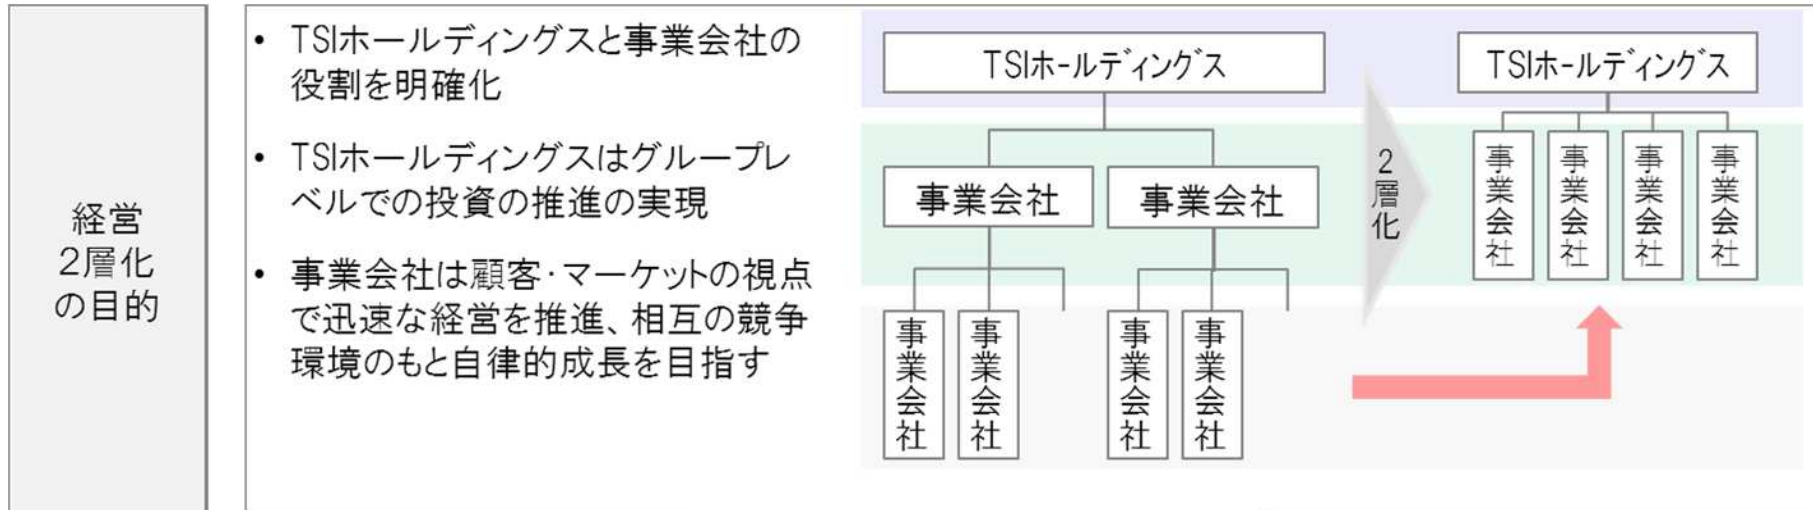 経営
2層化
の目的
• TSIホールディングスと事業会社の
役割を明確化
• TSIホールディングスはグループレ
ベルでの投資の推進の実現
• 事業会社は顧客・マーケットの視点
で迅速な経営を推進、相互の競争
環境のもと自律的成長を目指す
TSIホールディングス
事業会社
事業会社
事業会社
事業会社
事業会社
事業会社
2層化
TSIホールディングス
事業会社
事業会社
事業会社
事業会社